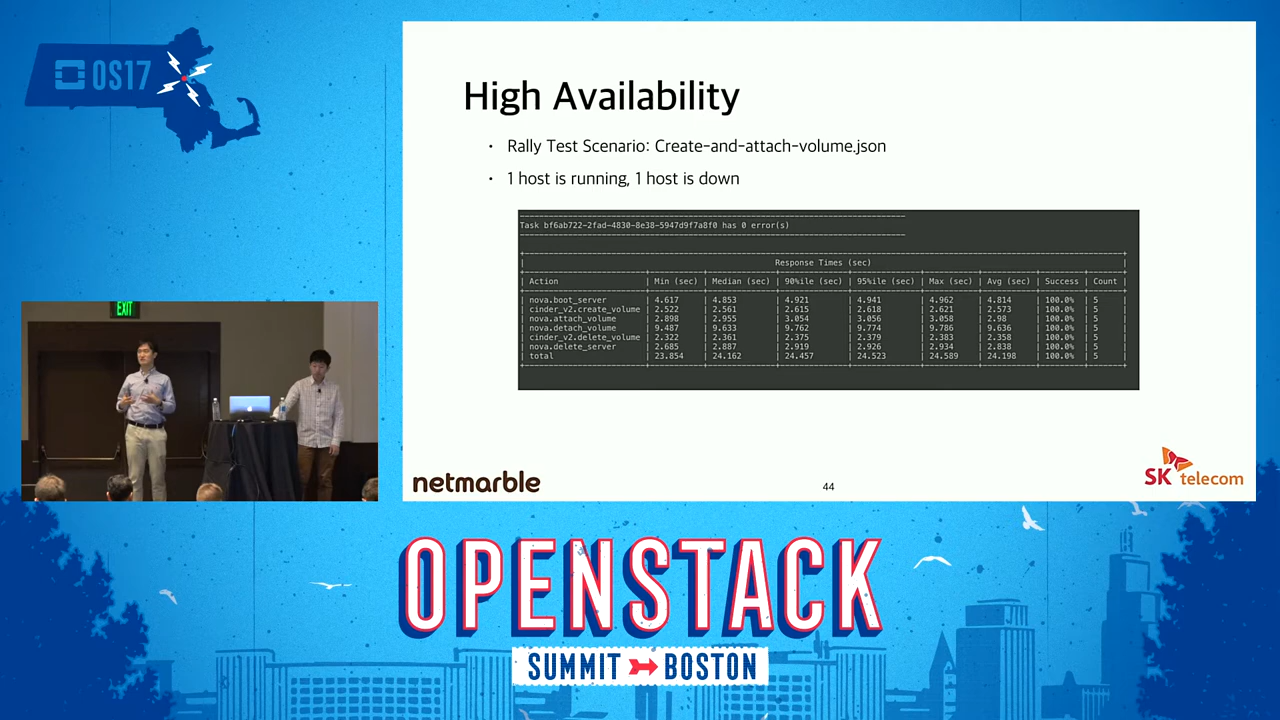 OS17
EXIT
High Availability
• Rally Test Scenario: Create-and-attach-volume.json
• 1 host is running, 1 host is down
Task bf6ab722-2fad-4830-8e38-5947d9f7a8f0 has 0 error(s)
Response Times (sec)
| Action | Min (sec) | Median (sec) | 90%ile (sec) | 95%ile (sec) | Max (sec) | Avg (sec) | Success | Count |
| nova.boot_server | 4.617 | 4.853 | 4.921 | 4.941 | 4.962 | 4.814 | 100.0% | 5 |
| cinder_v2.create_volume | 2.522 | 2.561 | 2.615 | 2.618 | 2.621 | 2.573 | 100.0% | 5 |
| nova.attach_volume | 2.898 | 2.955 | 3.054 | 3.056 | 3.058 | 2.98 | 100.0% | 5 |
| nova.detach_volume | 9.487 | 9.633 | 9.762 | 9.774 | 9.786 | 9.636 | 100.0% | 5 |
| cinder_v2.delete_volume | 2.322 | 2.361 | 2.375 | 2.379 | 2.383 | 2.358 | 100.0% | 5 |
| nova.delete_server | 2.685 | 2.887 | 2.919 | 2.926 | 2.934 | 2.838 | 100.0% | 5 |
| total | 23.854 | 24.162 | 24.457 | 24.523 | 24.589 | 24.198 | 100.0% | 5 |
netmarble
44
SK telecom
OPENSTACK
SUMMIT BOSTON